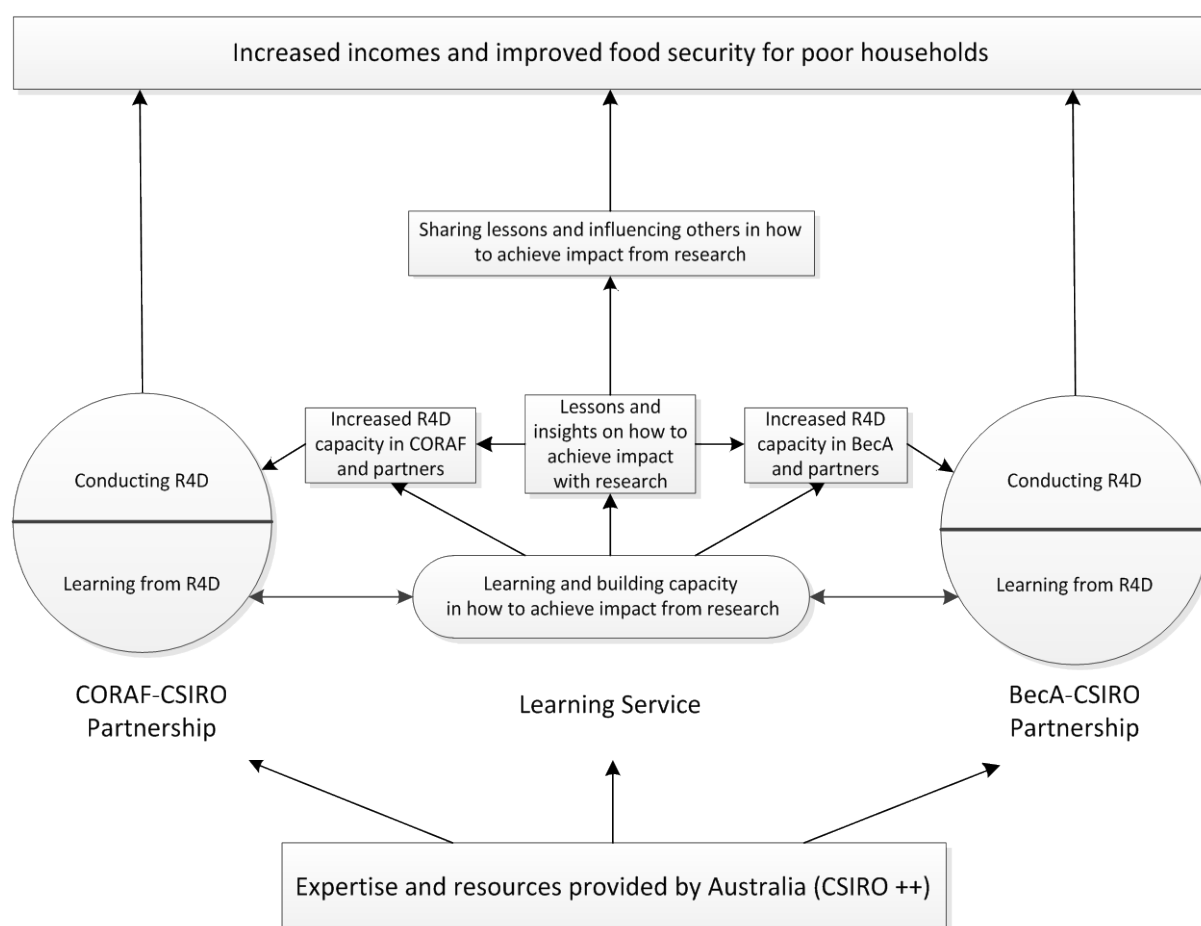 Increased incomes and improved food security for poor households
Sharing lessons and influencing others in how
to achieve impact from research
Increased R4D
capacity in CORAF
and partners
Lessons and
insights on how to
achieve impact
with research
Increased R4D
capacity in BecA
and partners
Conducting R4D
Learning from R4D
Learning and building capacity
in how to achieve impact from research
Conducting R4D
Learning from R4D
CORAF-CSIRO
Partnership
Learning Service
BecA-CSIRO
Partnership
Expertise and resources provided by Australia (CSIRO ++)